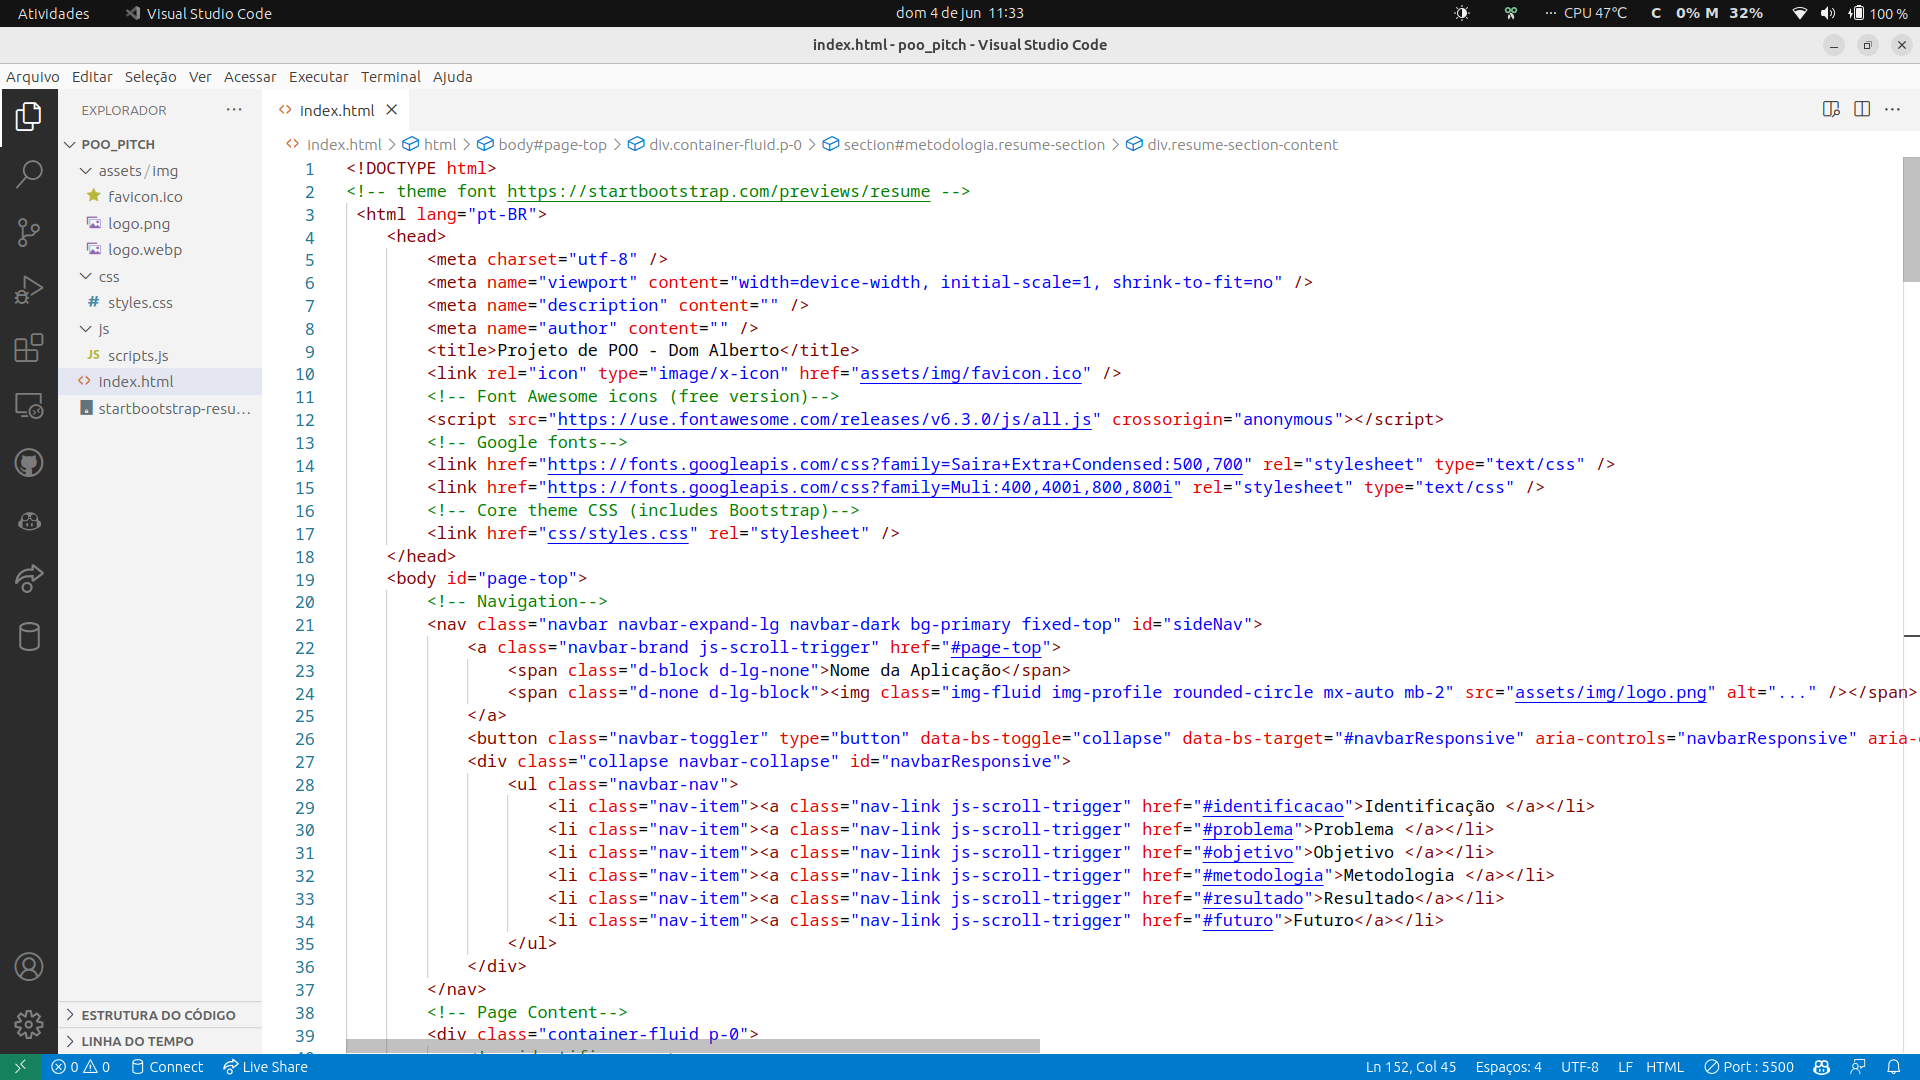 Atividades Visual Studio Code dom 4 de jun 11:33 ··· CPU 47℃ C 0% M 32% 100 %
index.html - poo_pitch - Visual Studio Code
Arquivo Editar Seleção Ver Acessar Executar Terminal Ajuda
EXPLORADOR ···
POO_PITCH
assets/img
favicon.ico
logo.png
logo.webp
css
# styles.css
js
JS scripts.js
<> index.html
startbootstrap-resu...
ESTRUTURA DO CÓDIGO
LINHA DO TEMPO
<> index.html
<> index.html > html > body#page-top > div.container-fluid.p-0 > section#metodologia.resume-section > div.resume-section-content
1 <!DOCTYPE html>
2 <!-- theme font https://startbootstrap.com/previews/resume -->
3 <html lang="pt-BR">
4 <head>
5 <meta charset="utf-8" />
6 <meta name="viewport" content="width=device-width, initial-scale=1, shrink-to-fit=no" />
7 <meta name="description" content="" />
8 <meta name="author" content="" />
9 <title>Projeto de POO - Dom Alberto</title>
10 <link rel="icon" type="image/x-icon" href="assets/img/favicon.ico" />
11 <!-- Font Awesome icons (free version)-->
12 <script src="https://use.fontawesome.com/releases/v6.3.0/js/all.js" crossorigin="anonymous"></script>
13 <!-- Google fonts-->
14 <link href="https://fonts.googleapis.com/css?family=Saira+Extra+Condensed:500,700" rel="stylesheet" type="text/css" />
15 <link href="https://fonts.googleapis.com/css?family=Muli:400,400i,800,800i" rel="stylesheet" type="text/css" />
16 <!-- Core theme CSS (includes Bootstrap)-->
17 <link href="css/styles.css" rel="stylesheet" />
18 </head>
19 <body id="page-top">
20 <!-- Navigation-->
21 <nav class="navbar navbar-expand-lg navbar-dark bg-primary fixed-top" id="sideNav">
22 <a class="navbar-brand js-scroll-trigger" href="#page-top">
23 <span class="d-block d-lg-none">Nome da Aplicação</span>
24 <span class="d-none d-lg-block"><img class="img-fluid img-profile rounded-circle mx-auto mb-2" src="assets/img/logo.png" alt="..." /></span>
25 </a>
26 <button class="navbar-toggler" type="button" data-bs-toggle="collapse" data-bs-target="#navbarResponsive" aria-controls="navbarResponsive" aria-
27 <div class="collapse navbar-collapse" id="navbarResponsive">
28 <ul class="navbar-nav">
29 <li class="nav-item"><a class="nav-link js-scroll-trigger" href="#identificacao">Identificação </a></li>
30 <li class="nav-item"><a class="nav-link js-scroll-trigger" href="#problema">Problema </a></li>
31 <li class="nav-item"><a class="nav-link js-scroll-trigger" href="#objetivo">Objetivo </a></li>
32 <li class="nav-item"><a class="nav-link js-scroll-trigger" href="#metodologia">Metodologia </a></li>
33 <li class="nav-item"><a class="nav-link js-scroll-trigger" href="#resultado">Resultado</a></li>
34 <li class="nav-item"><a class="nav-link js-scroll-trigger" href="#futuro">Futuro</a></li>
35 </ul>
36 </div>
37 </nav>
38 <!-- Page Content-->
39 <div class="container-fluid p-0">
0 0 Connect Live Share Ln 152, Col 45 Espaços: 4 UTF-8 LF HTML Port : 5500